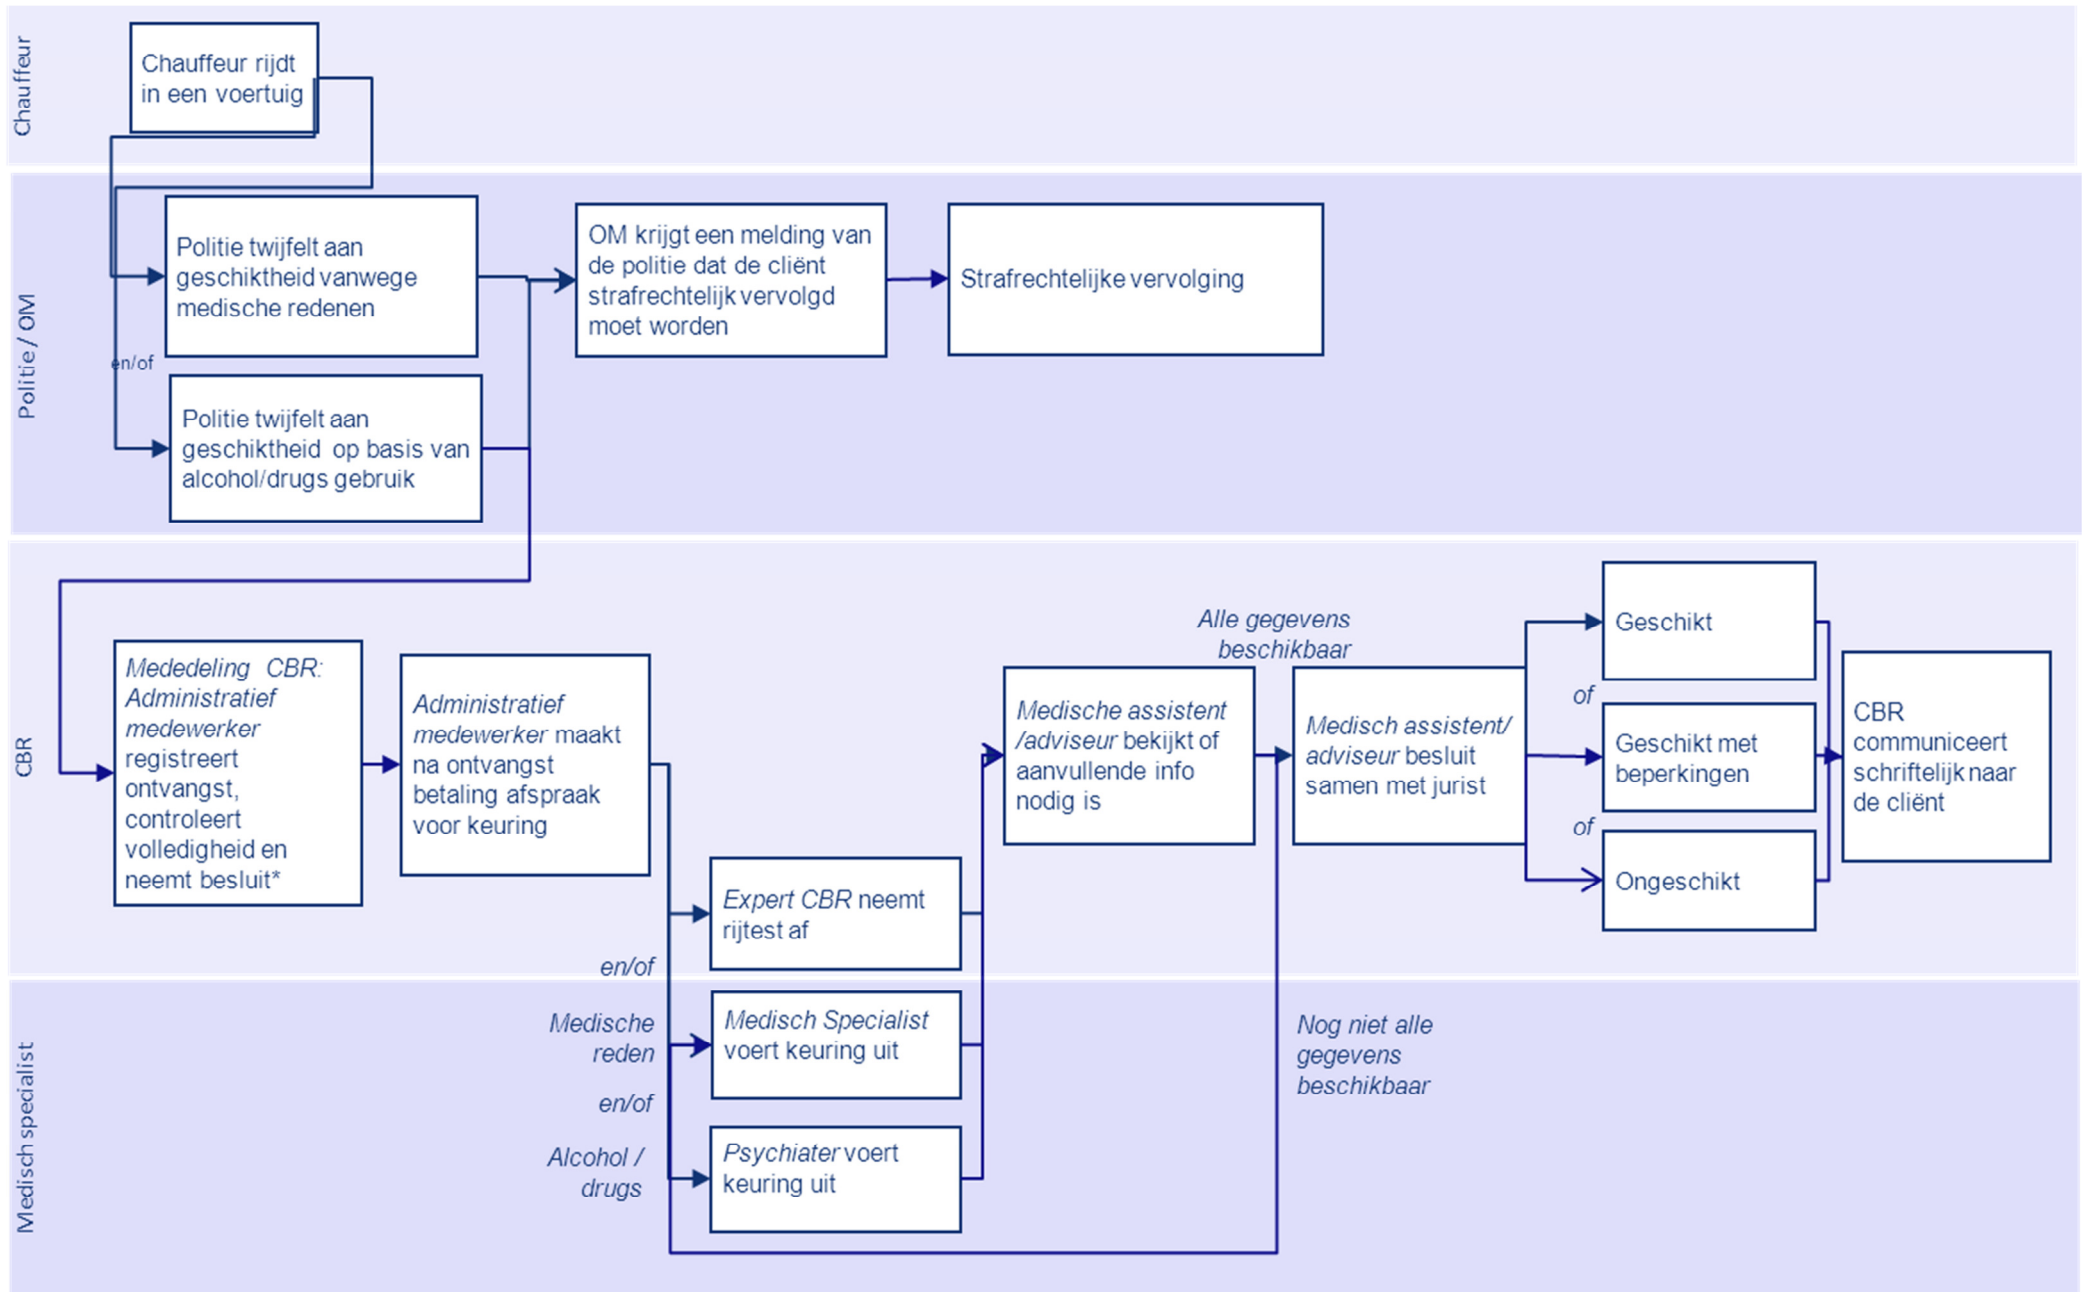 Chauffeur
Chauffeur rijdt
in een voertuig
Politie / OM
Politie twijfelt aan
geschiktheid vanwege
medische redenen
OM krijgt een melding van
de politie dat de cliënt
strafrechtelijk vervolgd
moet worden
Strafrechtelijke vervolging
en/of
Politie twijfelt aan
geschiktheid op basis van
alcohol/drugs gebruik
CBR
Mededeling CBR:
Administratief
medewerker
registreert
ontvangst,
controleert
volledigheid en
neemt besluit*
Administratief
medewerker maakt
na ontvangst
betaling afspraak
voor keuring
Expert CBR neemt
rijtest af
Medische assistent
/adviseur bekijkt of
aanvullende info
nodig is
Alle gegevens
beschikbaar
Medisch assistent/
adviseur besluit
samen met jurist
Geschikt
of
Geschikt met
beperkingen
of
Ongeschikt
CBR
communiceert
schriftelijk naar
de cliënt
en/of
Medisch specialist
Medische
reden
Medisch Specialist
voert keuring uit
en/of
Alcohol /
drugs
Psychiater voert
keuring uit
Nog niet alle
gegevens
beschikbaar